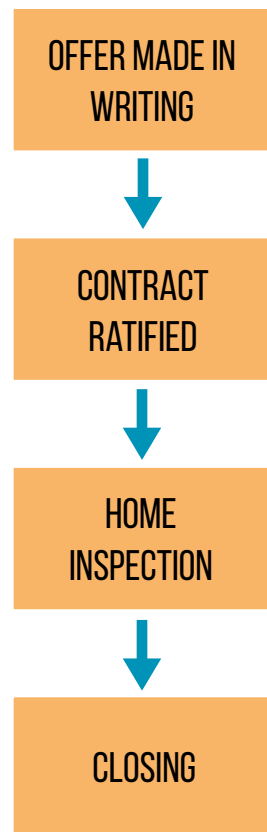 OFFER MADE IN
WRITING
CONTRACT
RATIFIED
HOME
INSPECTION
CLOSING